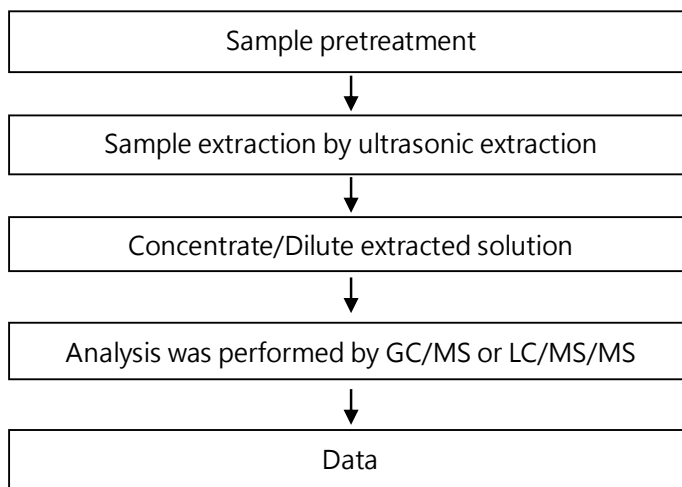 Sample pretreatment
Sample extraction by ultrasonic extraction
Concentrate/Dilute extracted solution
Analysis was performed by GC/MS or LC/MS/MS
Data